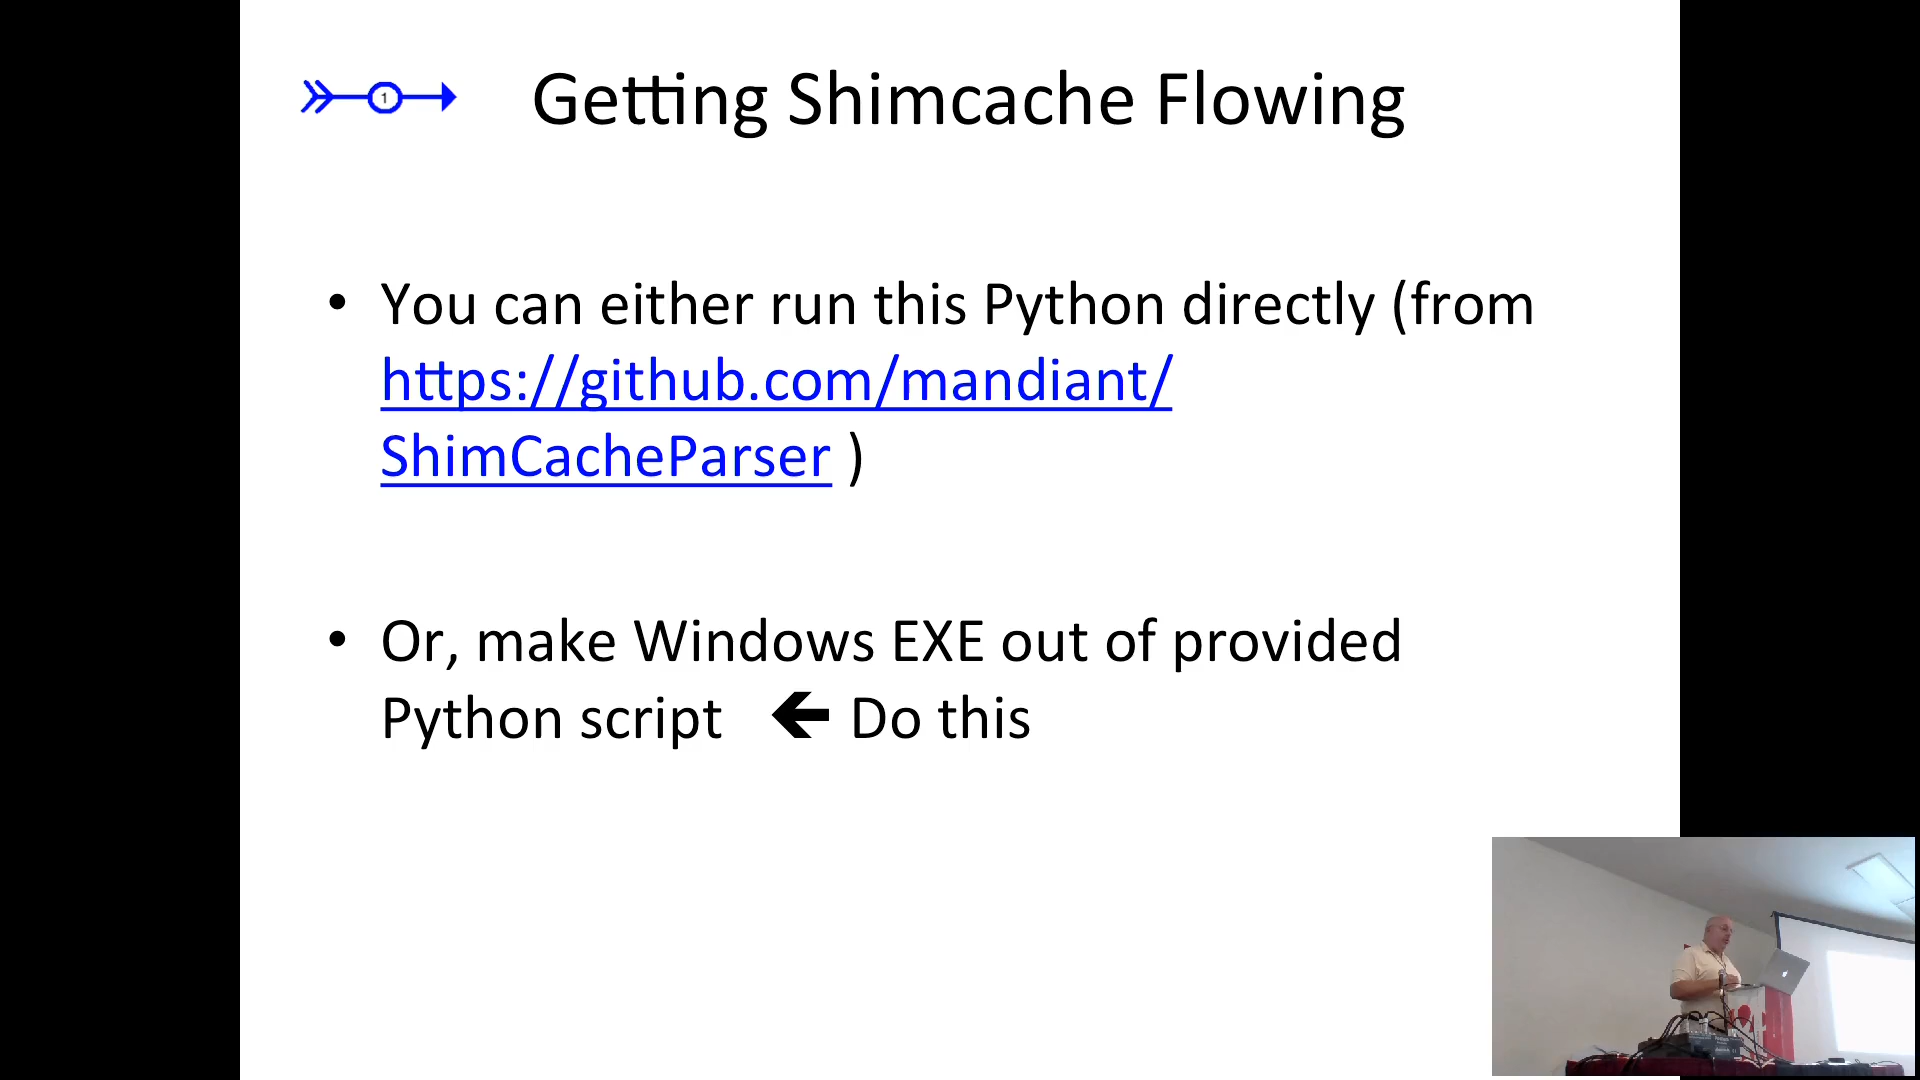 1
Getting Shimcache Flowing
• You can either run this Python directly (from
https://github.com/mandiant/
ShimCacheParser )
• Or, make Windows EXE out of provided
Python script 🡸 Do this